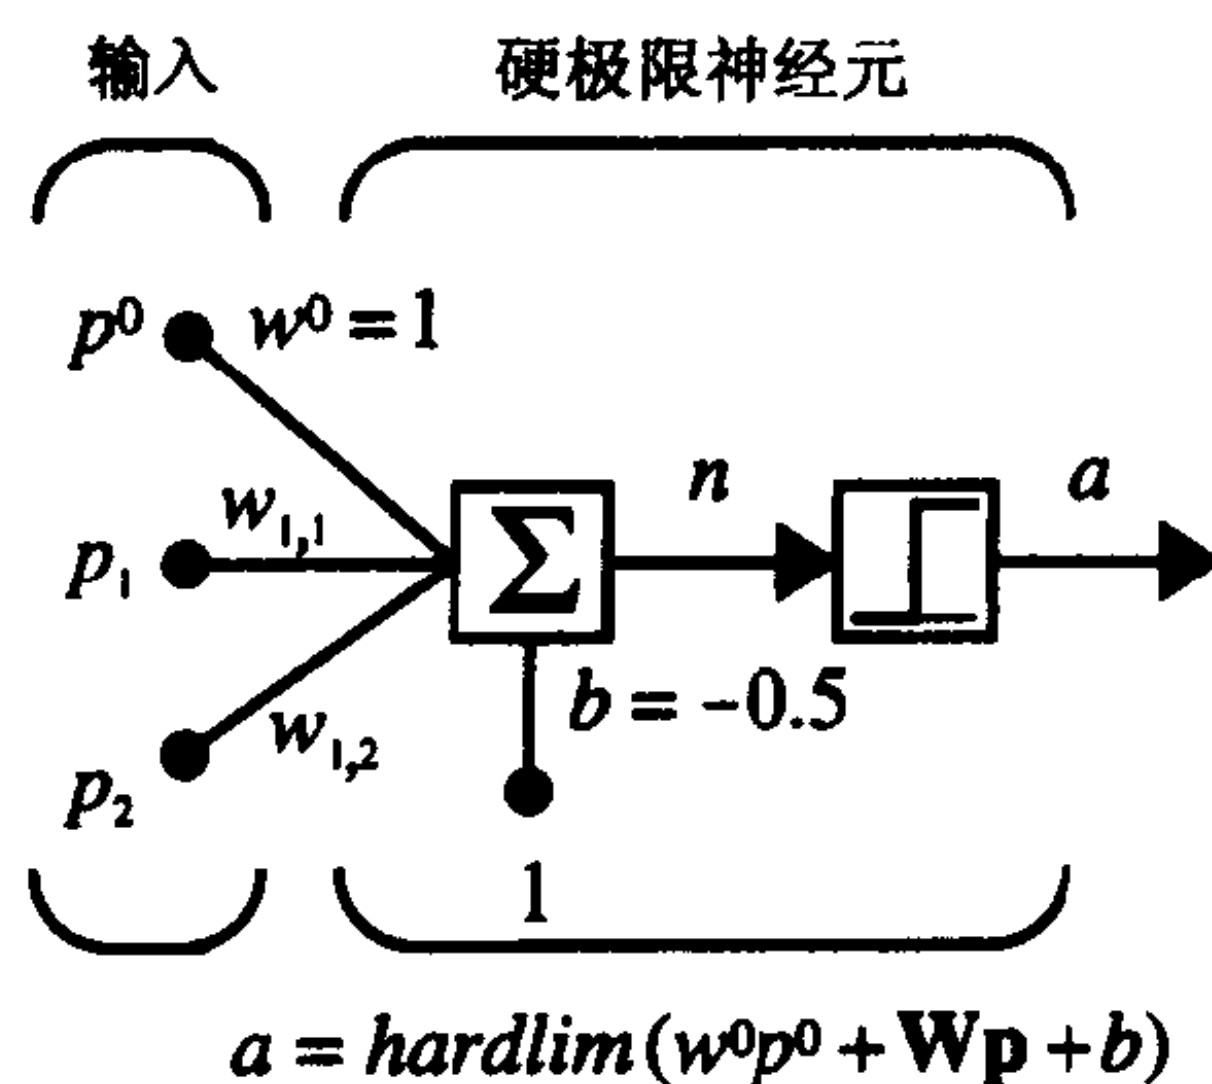 输入 硬极限神经元
p⁰ w⁰ = 1
w₁,₁ n a
p₁
Σ
b = -0.5
w₁,₂
p₂
1
a = hardlim(w⁰p⁰ + Wp + b)